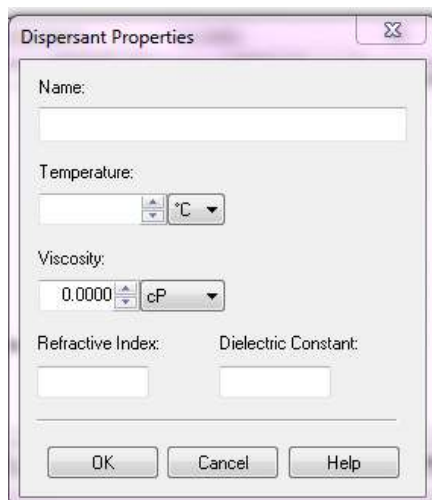 Dispersant Properties
Name:
Temperature:
°C
Viscosity:
0.0000 cP
Refractive Index: Dielectric Constant:
OK Cancel Help